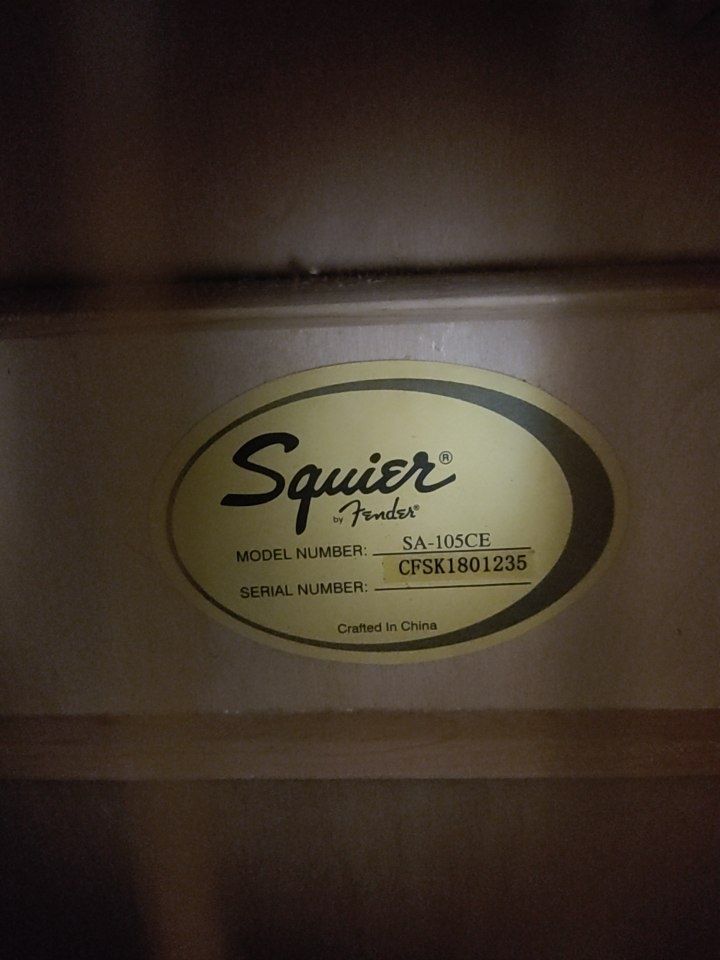 Squier®
by Fender®
MODEL NUMBER: SA-105CE
SERIAL NUMBER: CFSK1801235
Crafted In China